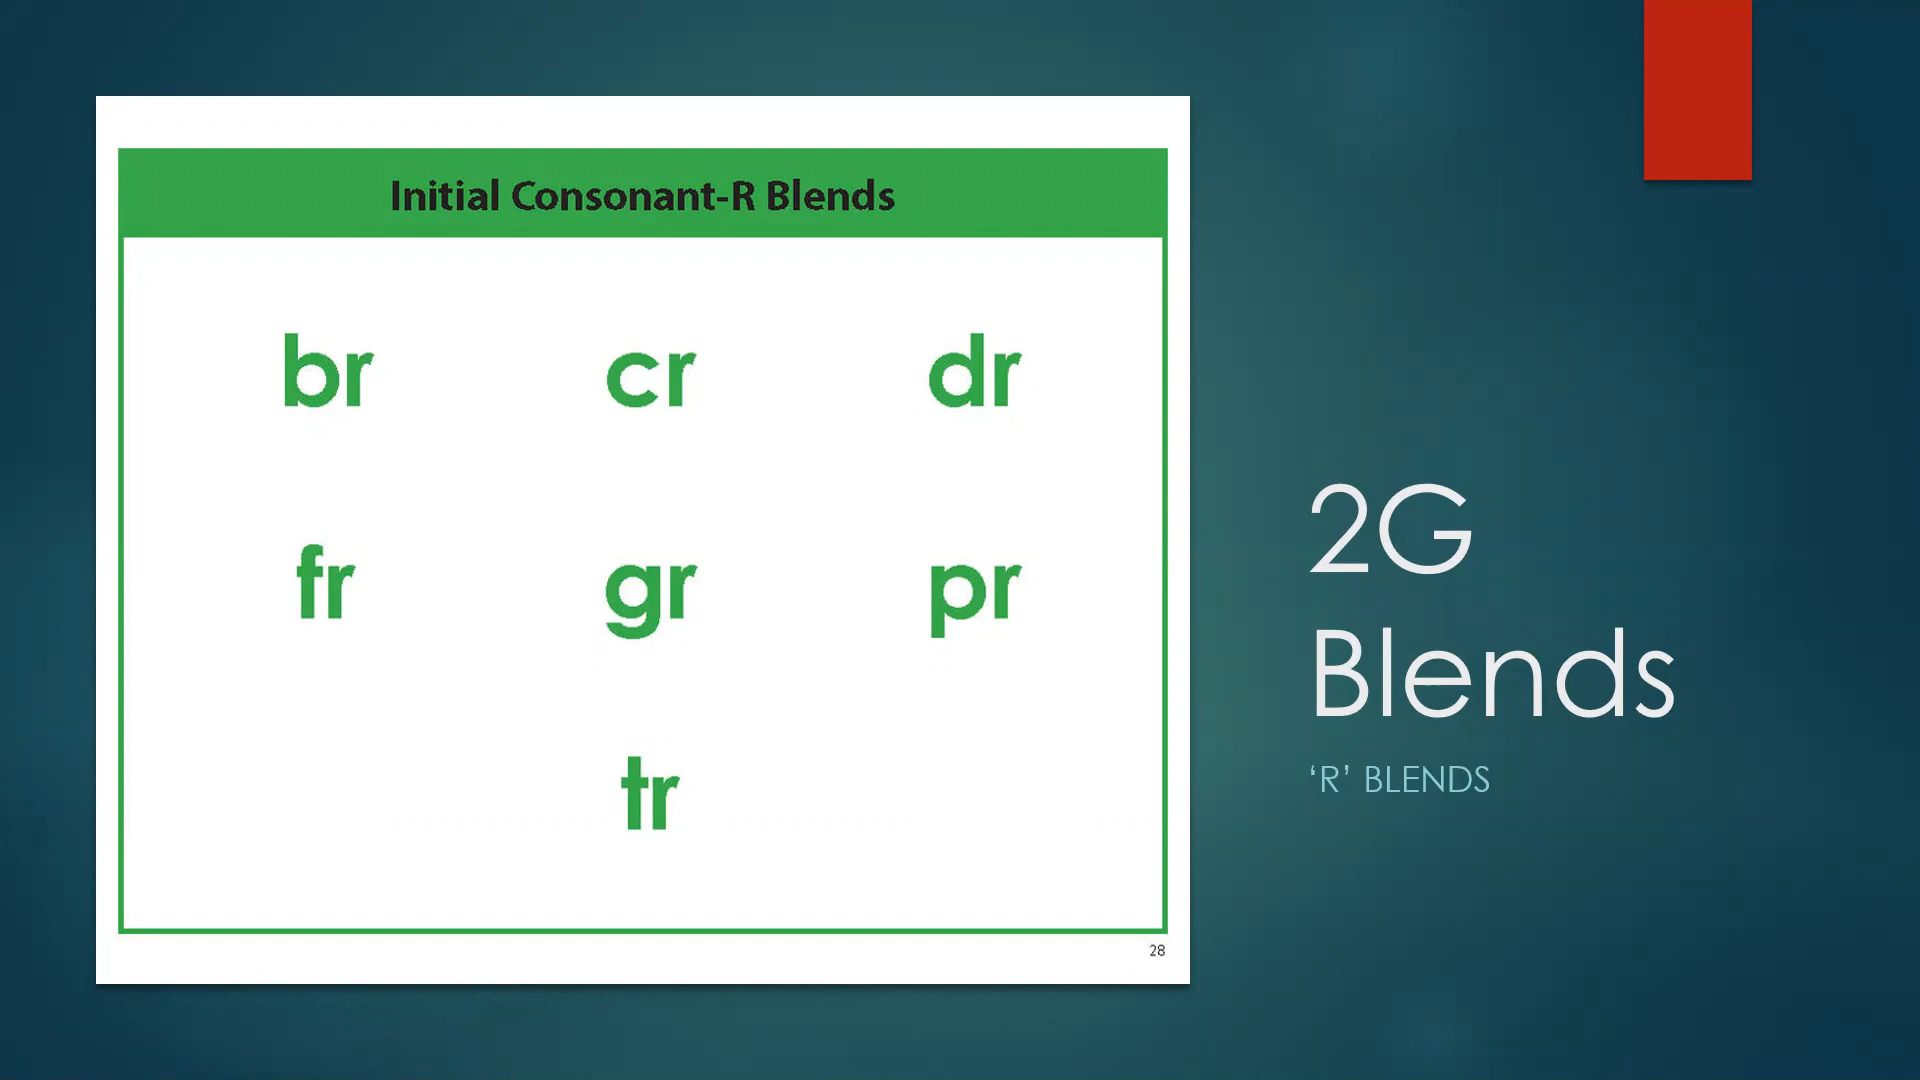 Initial Consonant-R Blends
br cr dr
fr gr pr
tr
28
2G
Blends
‘R’ BLENDS